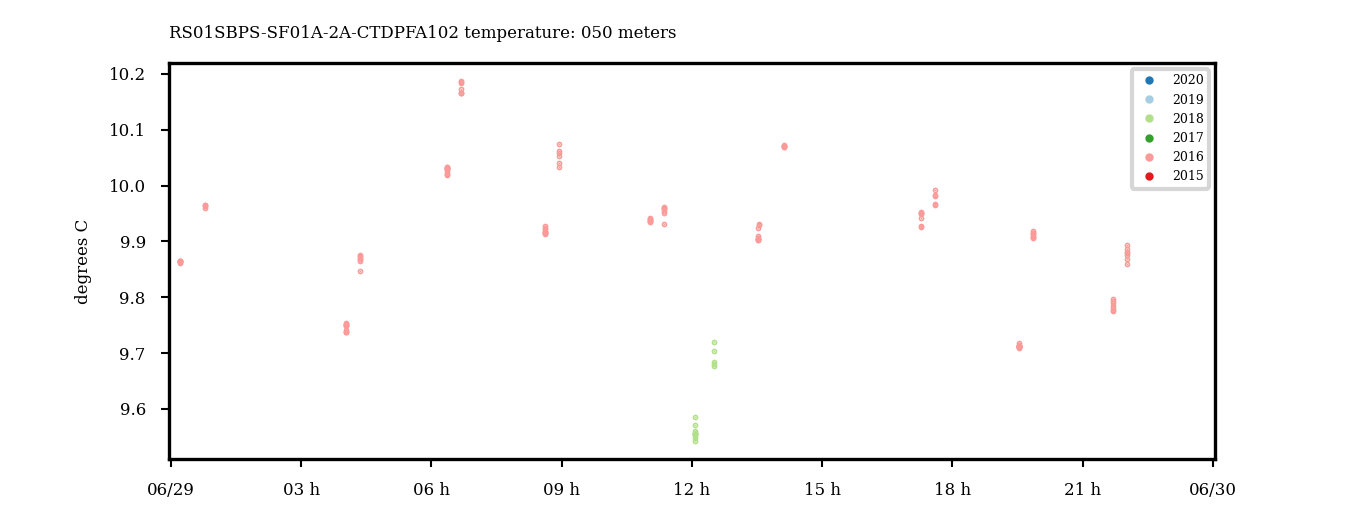 RS01SBPS-SF01A-2A-CTDPFA102 temperature: 050 meters
degrees C
10.2
10.1
10.0
9.9
9.8
9.7
9.6
2020
2019
2018
2017
2016
2015
06/29
03 h
06 h
09 h
12 h
15 h
18 h
21 h
06/30